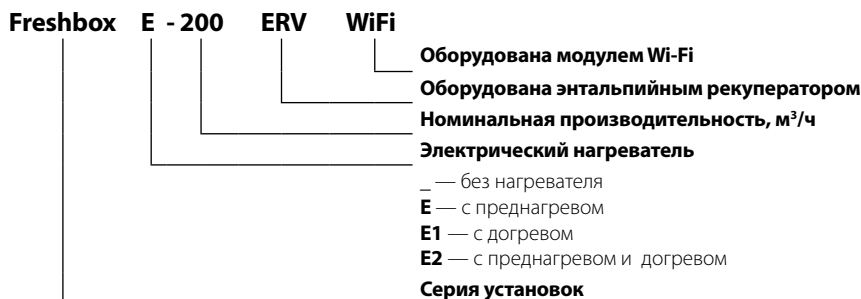 Freshbox E - 200 ERV WiFi
Оборудована модулем Wi-Fi
Оборудована энтальпийным рекуператором
Номинальная производительность, м³/ч
Электрический нагреватель
_ — без нагревателя
E — с преднагревом
E1 — с догревом
E2 — с преднагревом и догревом
Серия установок